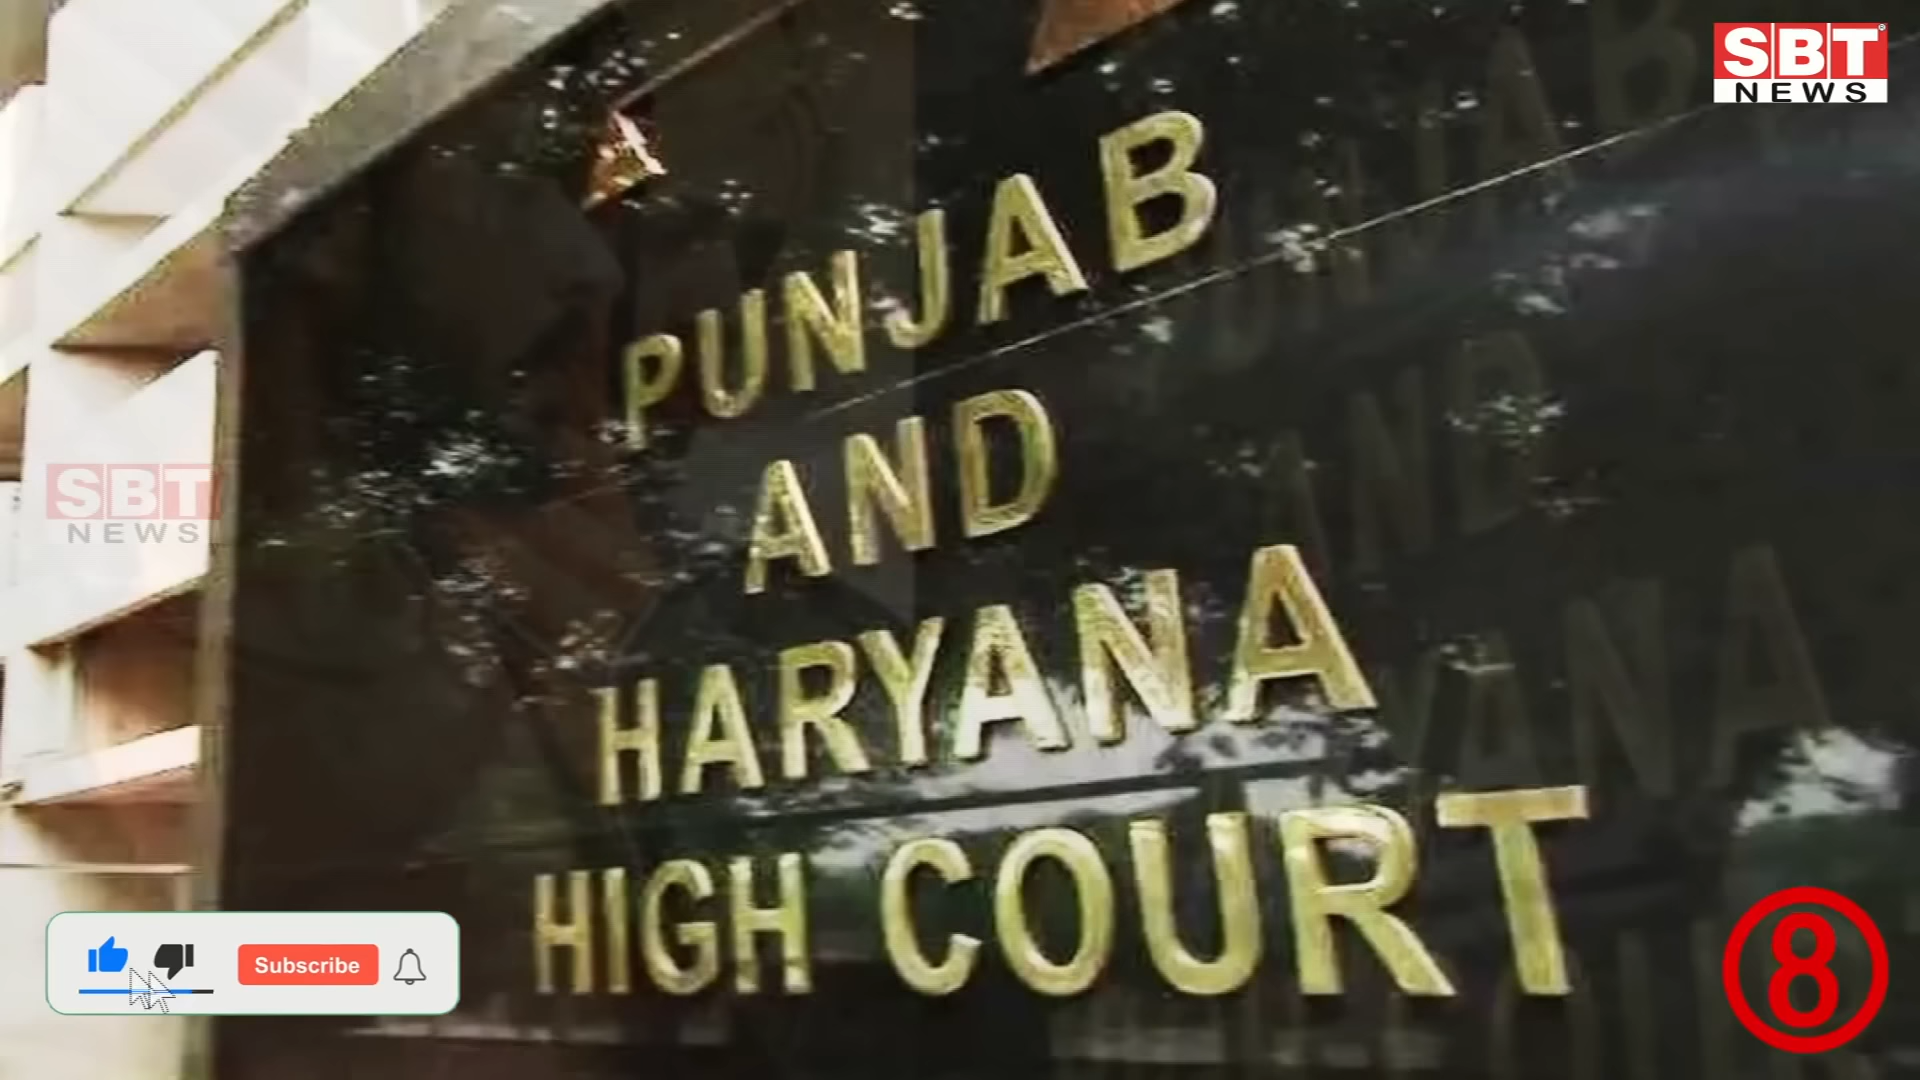 SBT
NEWS
PUNJAB
AND
HARYANA
HIGH COURT
SBT
NEWS
Subscribe
8